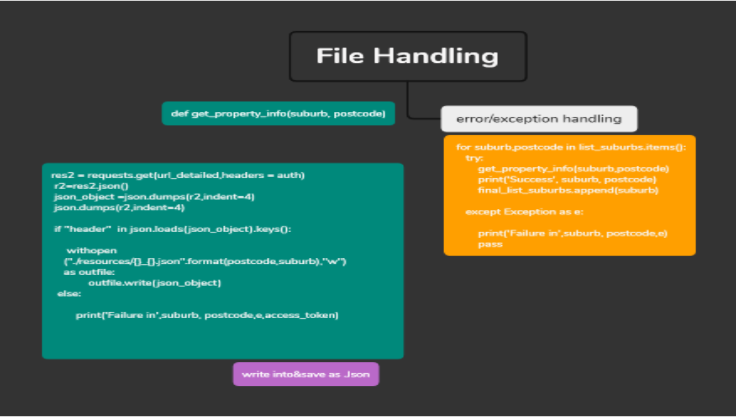 File Handling
def get_property_info(suburb, postcode)
error/exception handling
for suburb,postcode in list_suburbs.items():
try:
get_property_info(suburb,postcode)
print('Success', suburb, postcode)
final_list_suburbs.append(suburb)
except Exception as e:
print('Failure in',suburb, postcode,e)
pass
res2 = requests.get(url_detailed,headers = auth)
r2=res2.json()
json_object =json.dumps(r2,indent=4)
json.dumps(r2,indent=4)
if "header" in json.loads(json_object).keys():
withopen
("./resources/{}_{}.json".format(postcode,suburb),"w")
as outfile:
outfile.write(json_object)
else:
print('Failure in',suburb, postcode,e,access_token)
write into&save as .Json